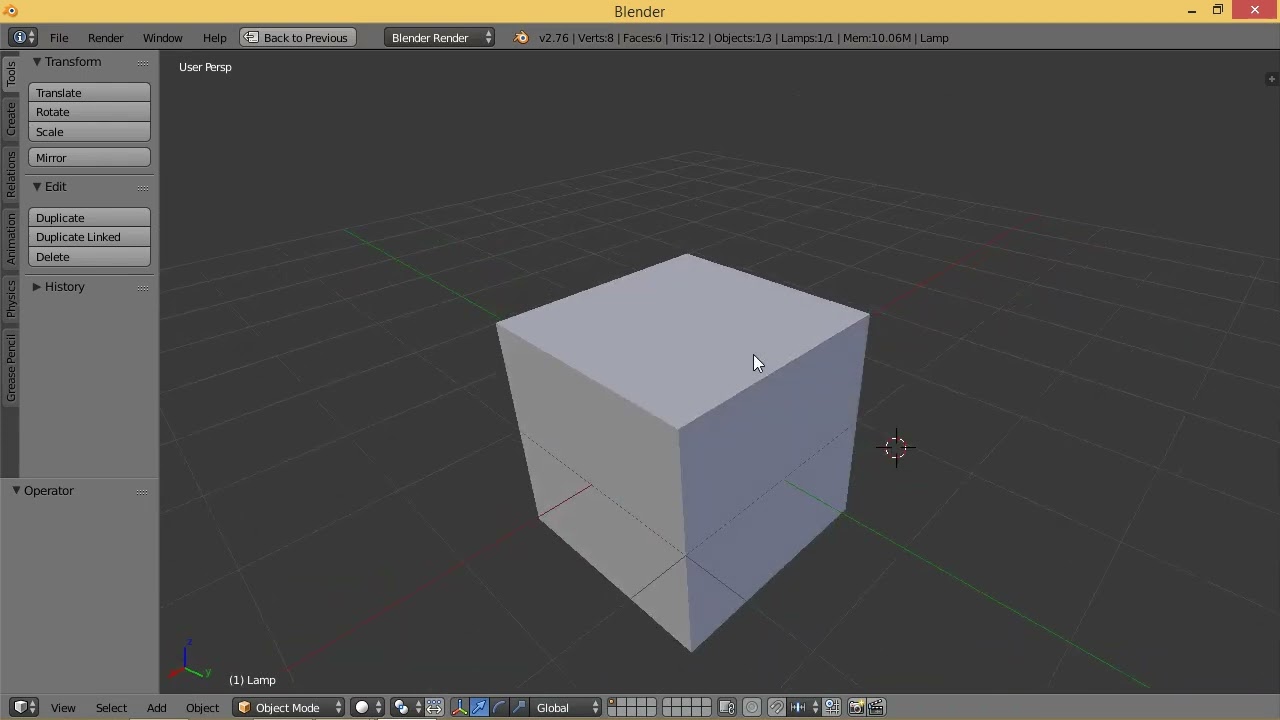 Blender
File Render Window Help Back to Previous Blender Render v2.76 | Verts:8 | Faces:6 | Tris:12 | Objects:1/3 | Lamps:1/1 | Mem:10.06M | Lamp
Tools
Create
Relations
Animation
Physics
Grease Pencil
Transform
Translate
Rotate
Scale
Mirror
Edit
Duplicate
Duplicate Linked
Delete
History
Operator
User Persp
z
y
(1) Lamp
View Select Add Object Object Mode Global